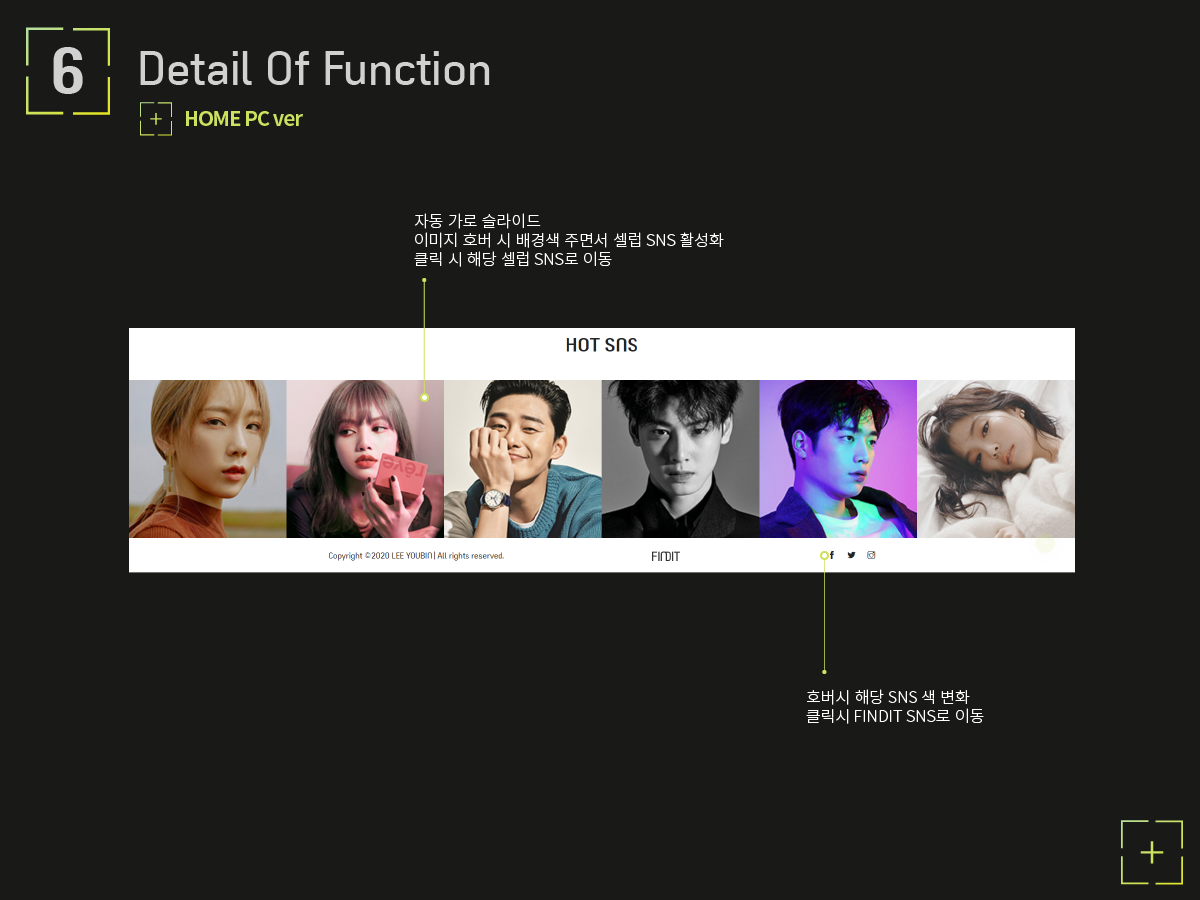 6
Detail Of Function
HOME PC ver
자동 가로 슬라이드
이미지 호버 시 배경색 주면서 셀럽 SNS 활성화
클릭 시 해당 셀럽 SNS로 이동
HOT SNS
reve
Copyright ©2020 LEE YOUBIN | All rights reserved.
FINDIT
호버시 해당 SNS 색 변화
클릭시 FINDIT SNS로 이동